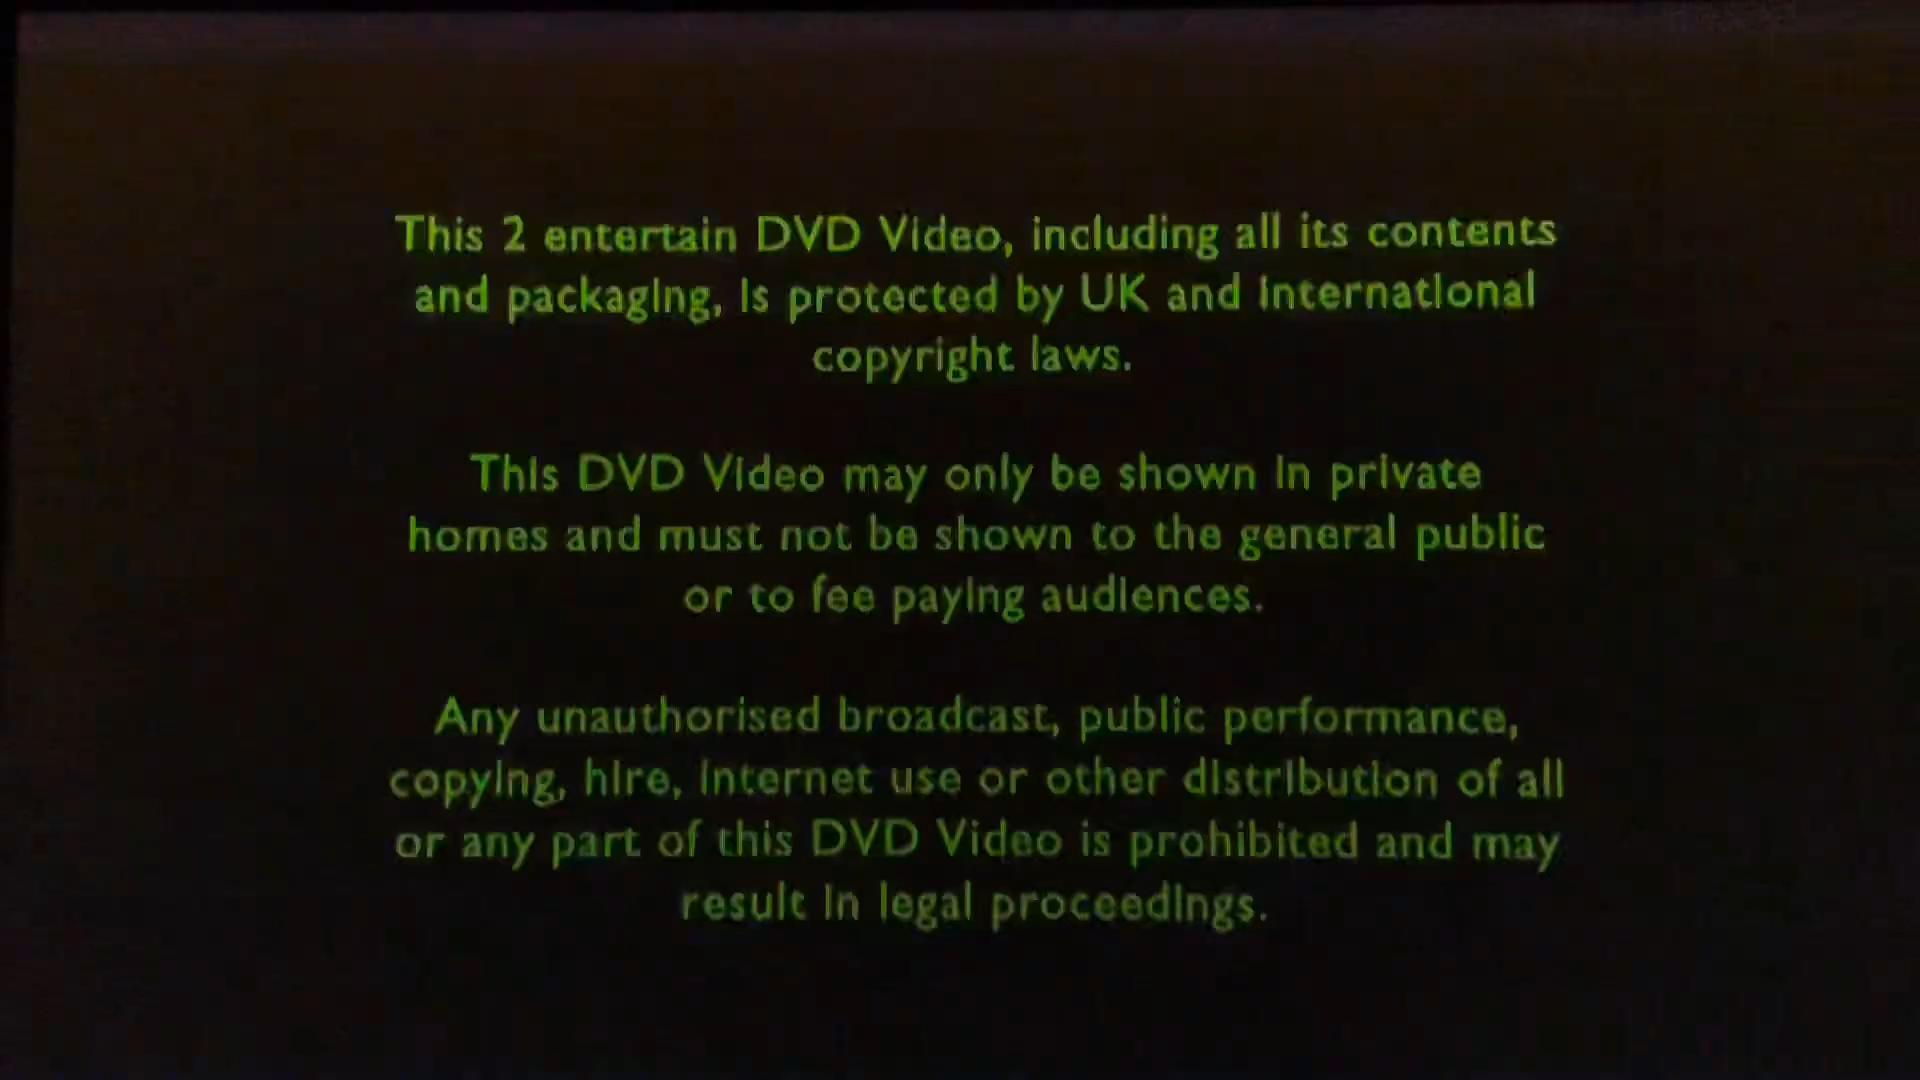 This 2 entertain DVD Video, including all its contents
and packaging, is protected by UK and international
copyright laws.
This DVD Video may only be shown in private
homes and must not be shown to the general public
or to fee paying audiences.
Any unauthorised broadcast, public performance,
copying, hire, internet use or other distribution of all
or any part of this DVD Video is prohibited and may
result in legal proceedings.